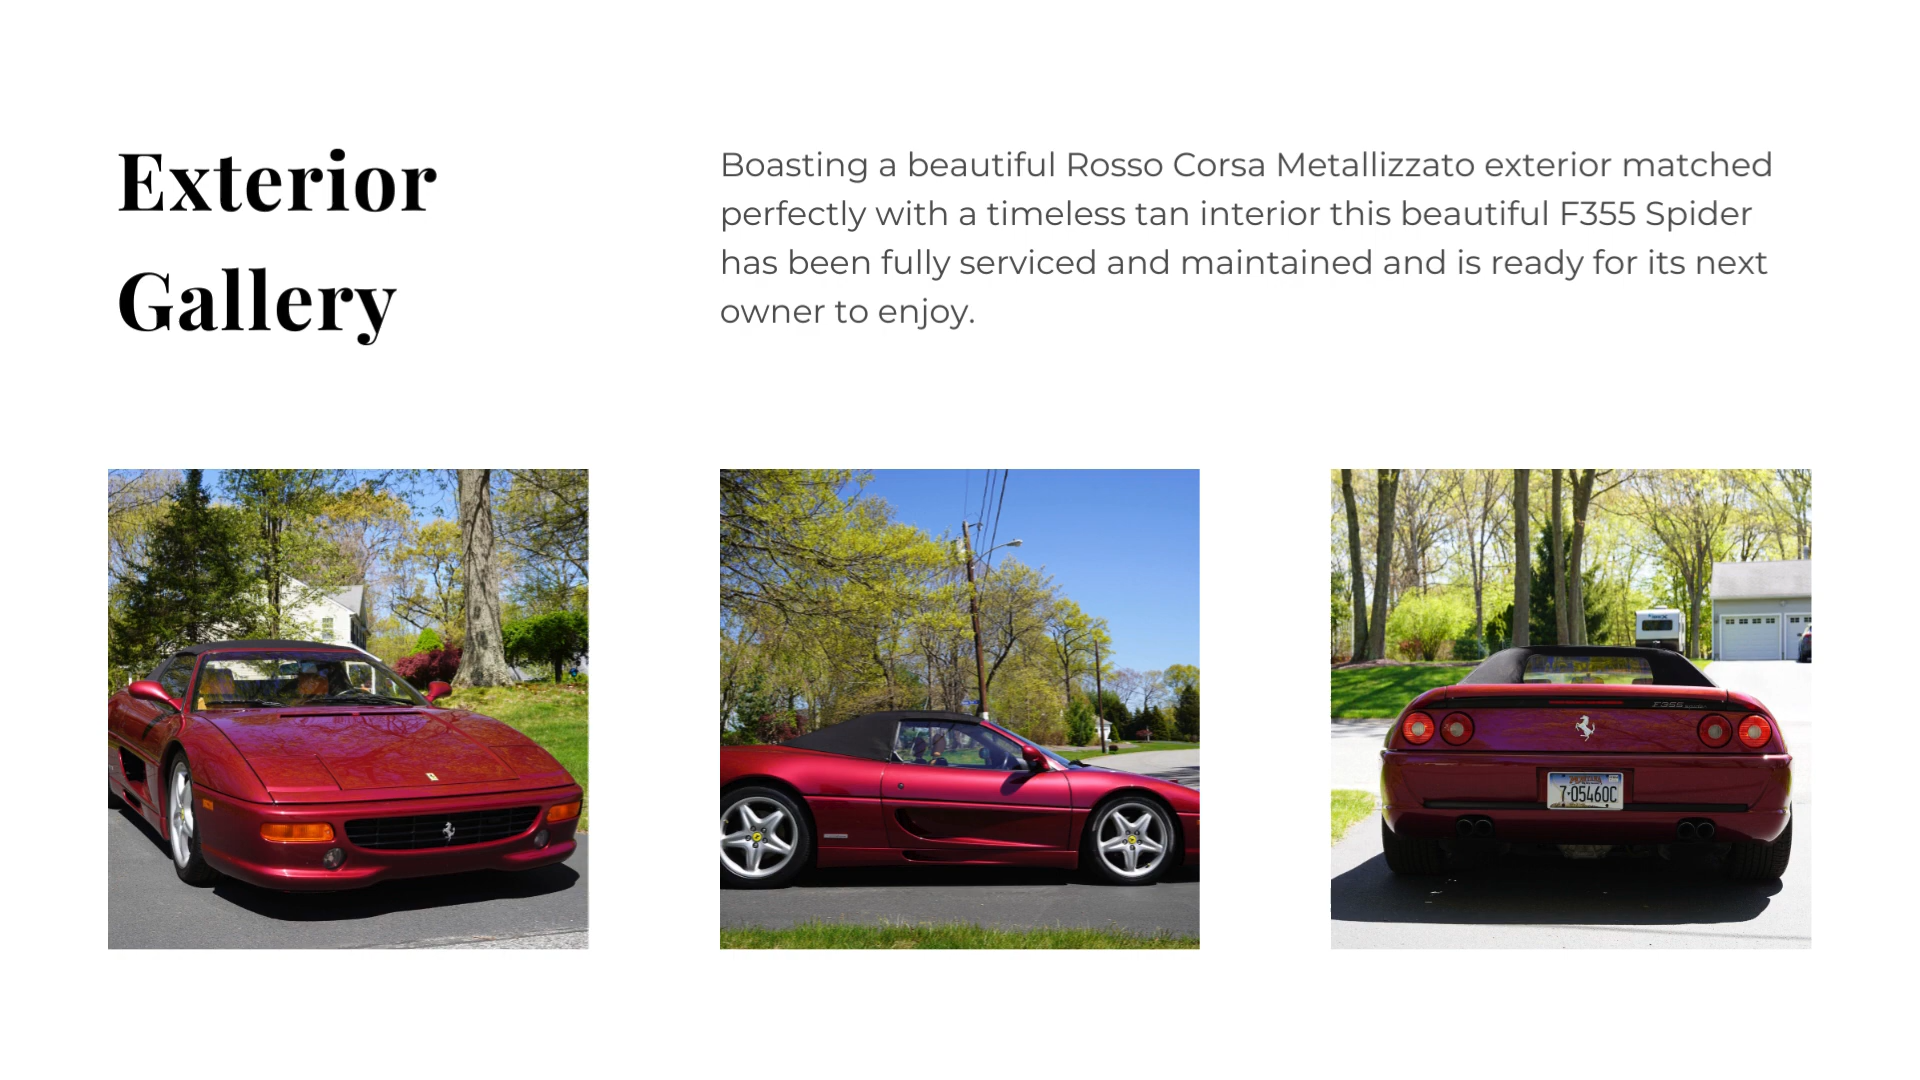 Exterior
Gallery
Boasting a beautiful Rosso Corsa Metallizzato exterior matched
perfectly with a timeless tan interior this beautiful F355 Spider
has been fully serviced and maintained and is ready for its next
owner to enjoy.
7·05460C